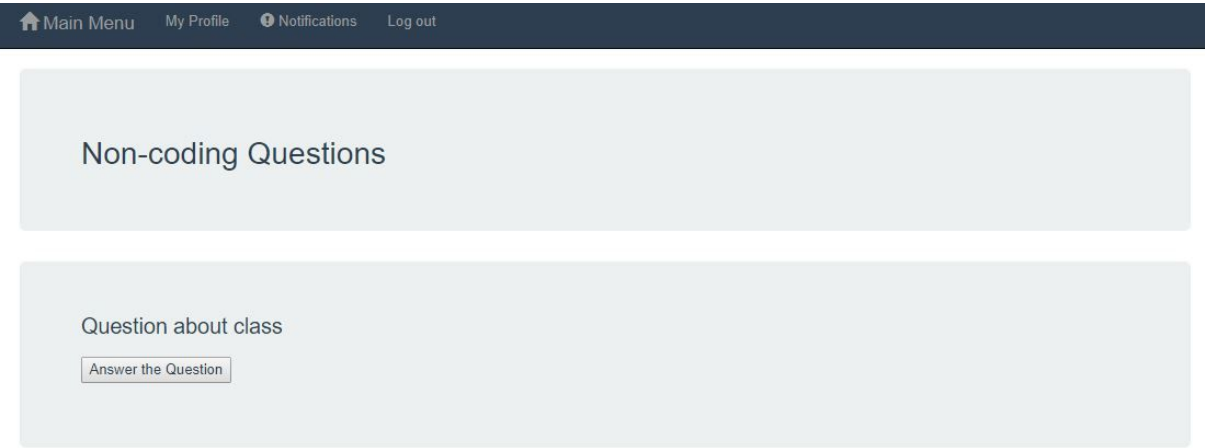 Main Menu My Profile Notifications Log out
Non-coding Questions
Question about class
Answer the Question